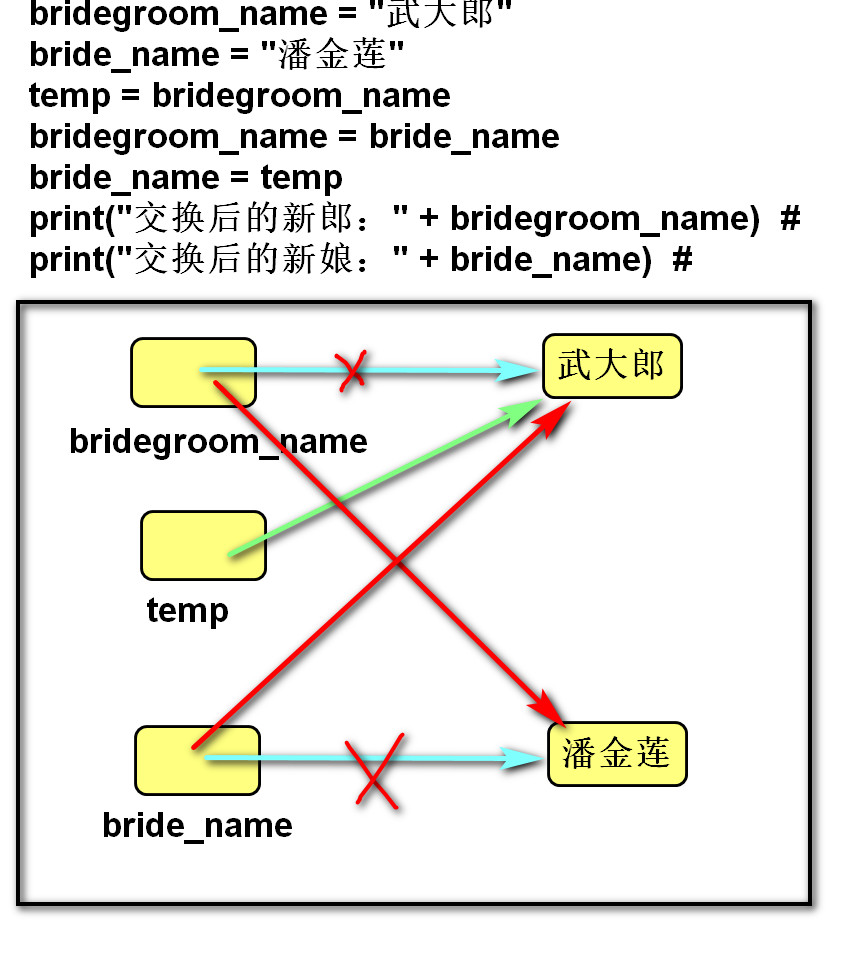 bridegroom_name = "武大郎"
bride_name = "潘金莲"
temp = bridegroom_name
bridegroom_name = bride_name
bride_name = temp
print("交换后的新郎：" + bridegroom_name)  #
print("交换后的新娘：" + bride_name)  #
武大郎
bridegroom_name
temp
潘金莲
bride_name